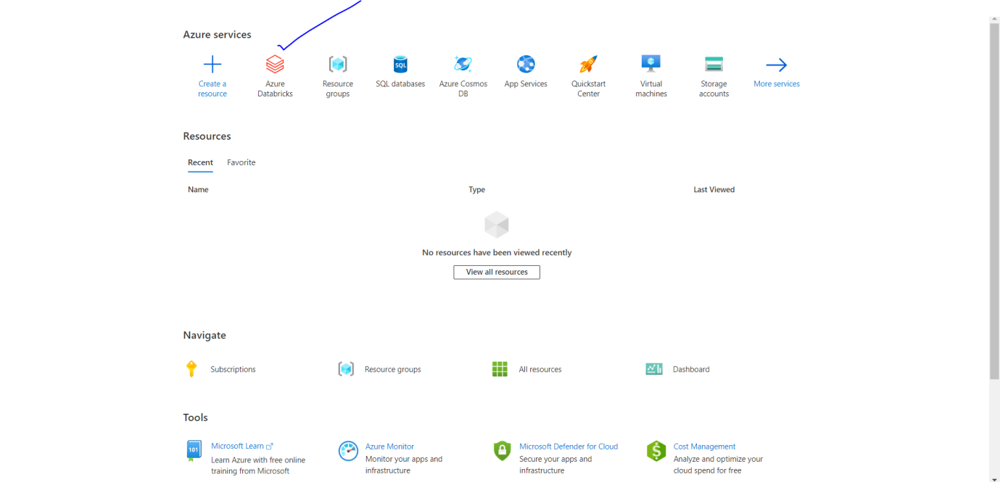 Azure services
Create a resource
Azure Databricks
Resource groups
SQL
SQL databases
Azure Cosmos DB
App Services
Quickstart Center
Virtual machines
Storage accounts
More services
Resources
Recent Favorite
Name Type Last Viewed
No resources have been viewed recently
View all resources
Navigate
Subscriptions
Resource groups
All resources
Dashboard
Tools
101
Microsoft Learn
Learn Azure with free online
training from Microsoft
Azure Monitor
Monitor your apps and
infrastructure
Microsoft Defender for Cloud
Secure your apps and
infrastructure
$
Cost Management
Analyze and optimize your
cloud spend for free